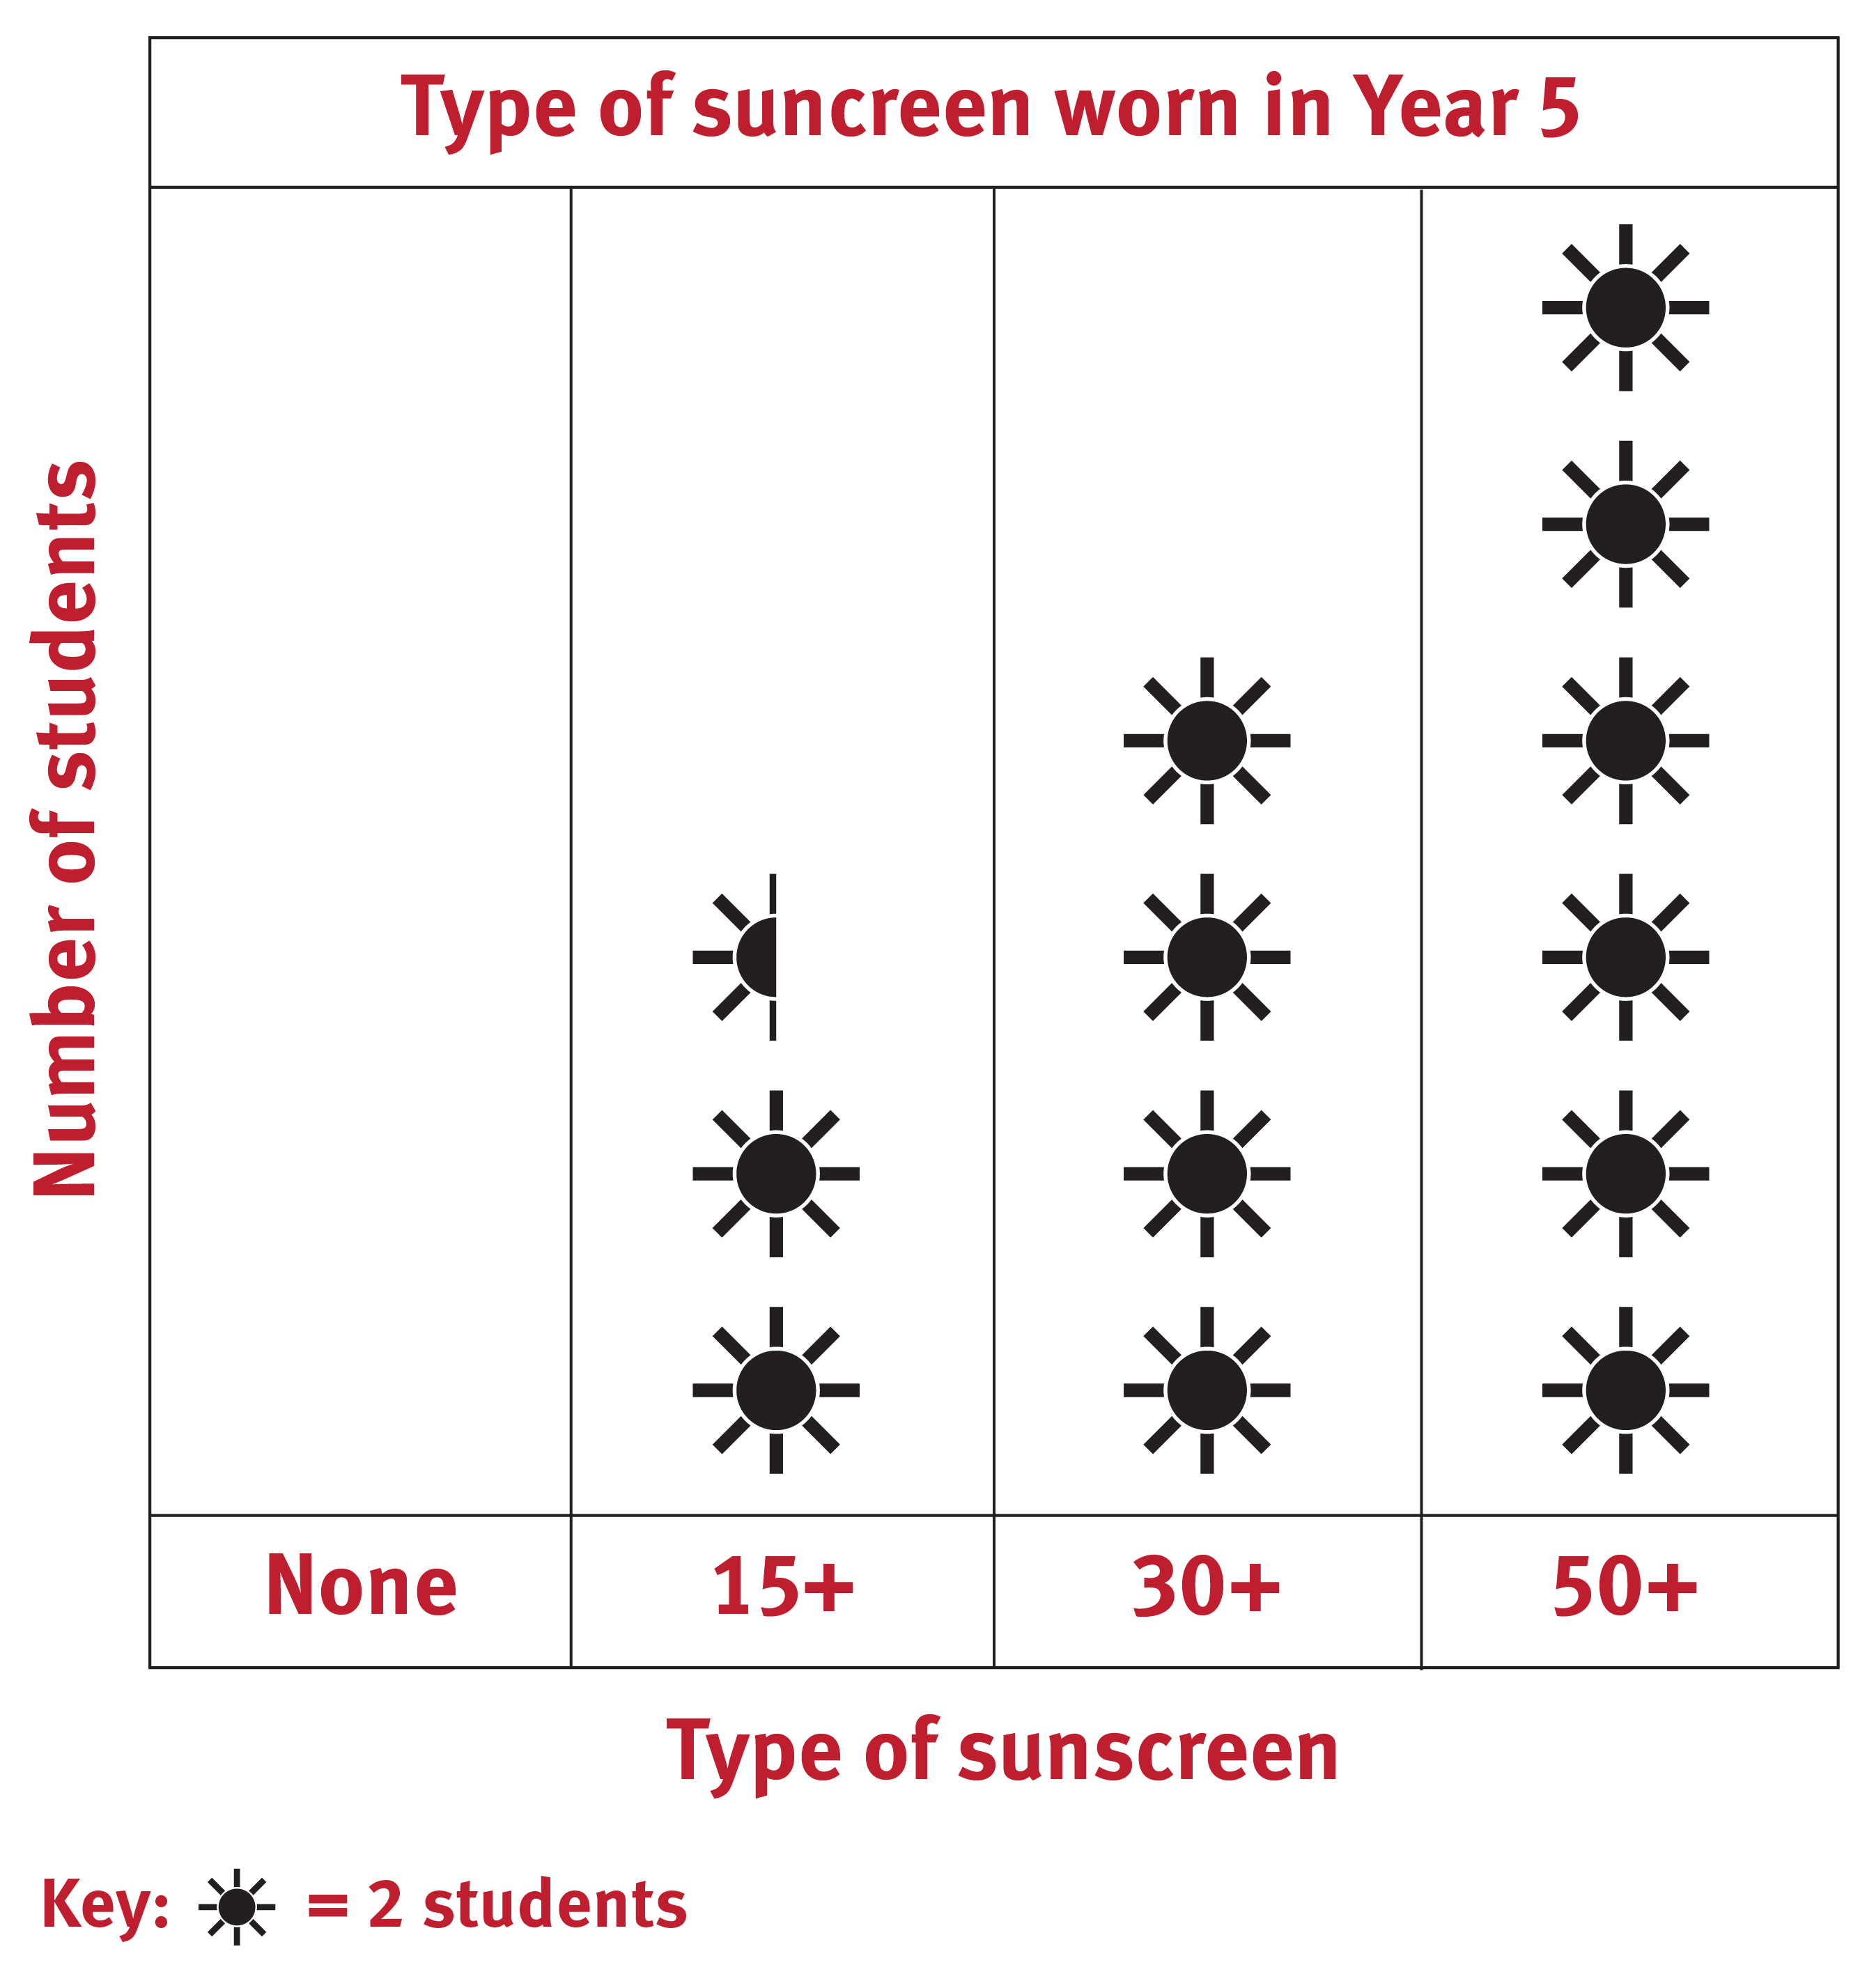 Type of suncreen worn in Year 5
Number of students
None 15+ 30+ 50+
Type of sunscreen
Key: = 2 students